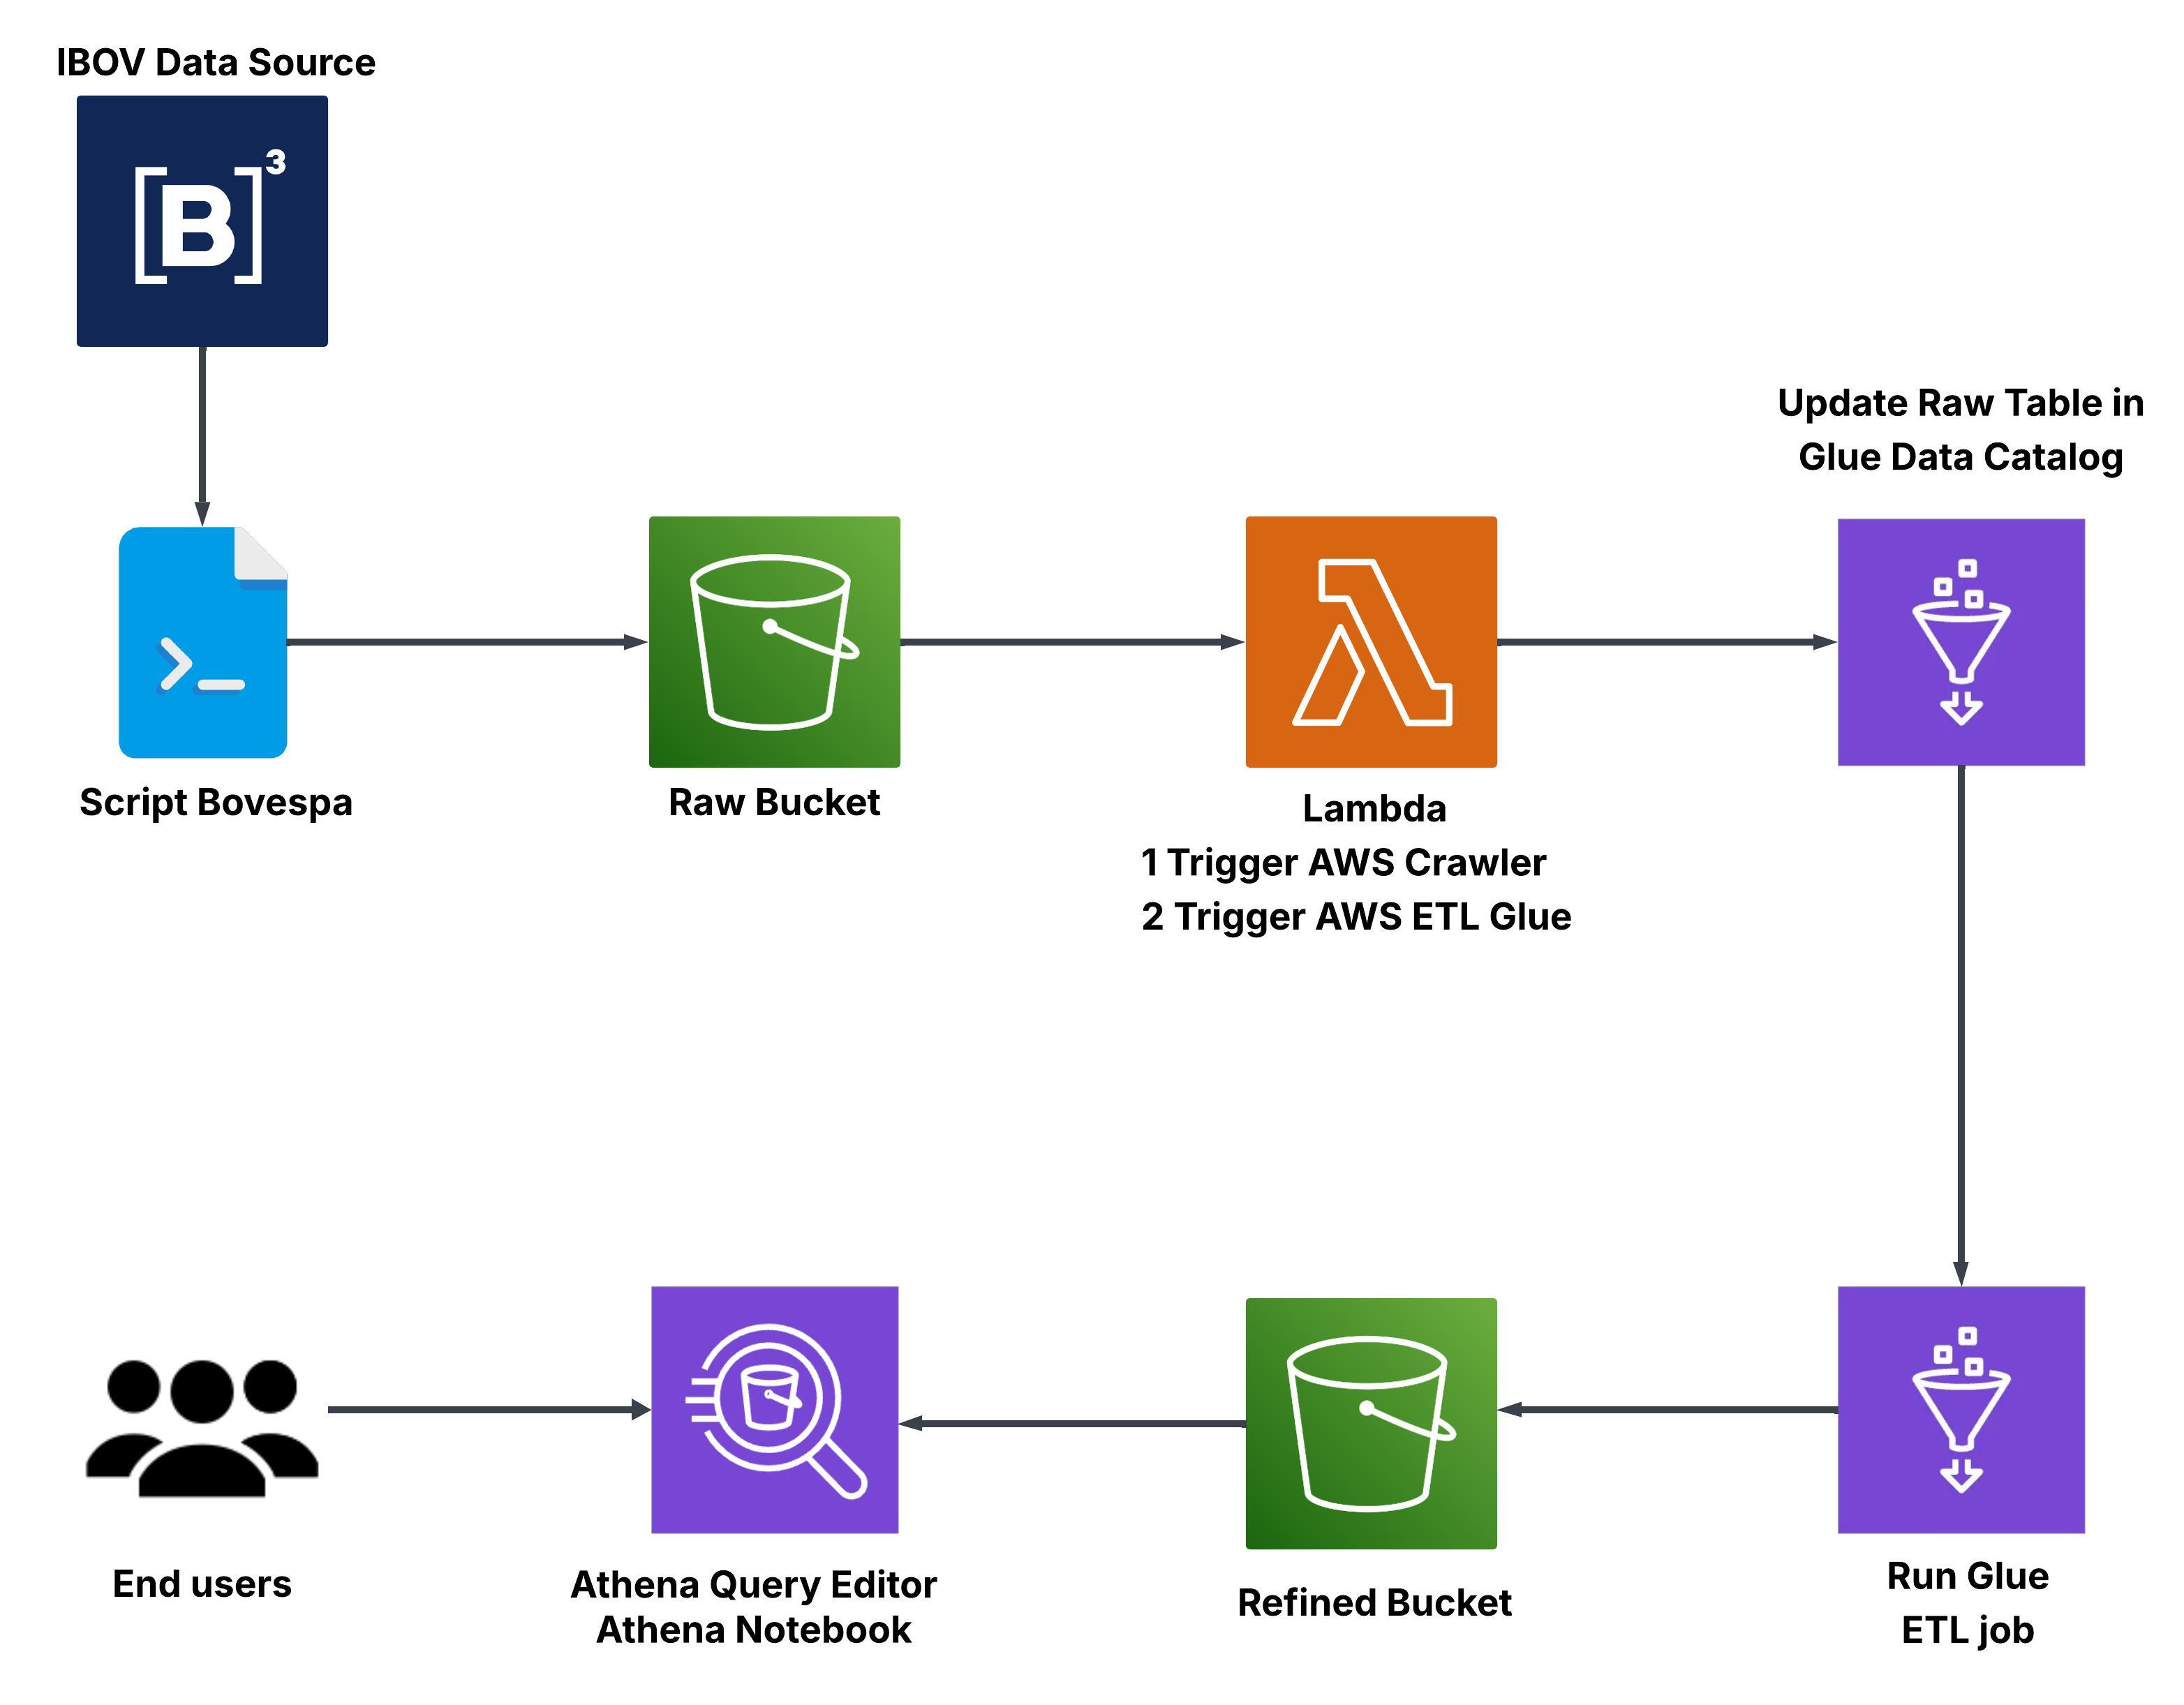 IBOV Data Source
[B]³
Update Raw Table in
Glue Data Catalog
Script Bovespa
Raw Bucket
Lambda
1 Trigger AWS Crawler
2 Trigger AWS ETL Glue
End users
Athena Query Editor
Athena Notebook
Refined Bucket
Run Glue
ETL job